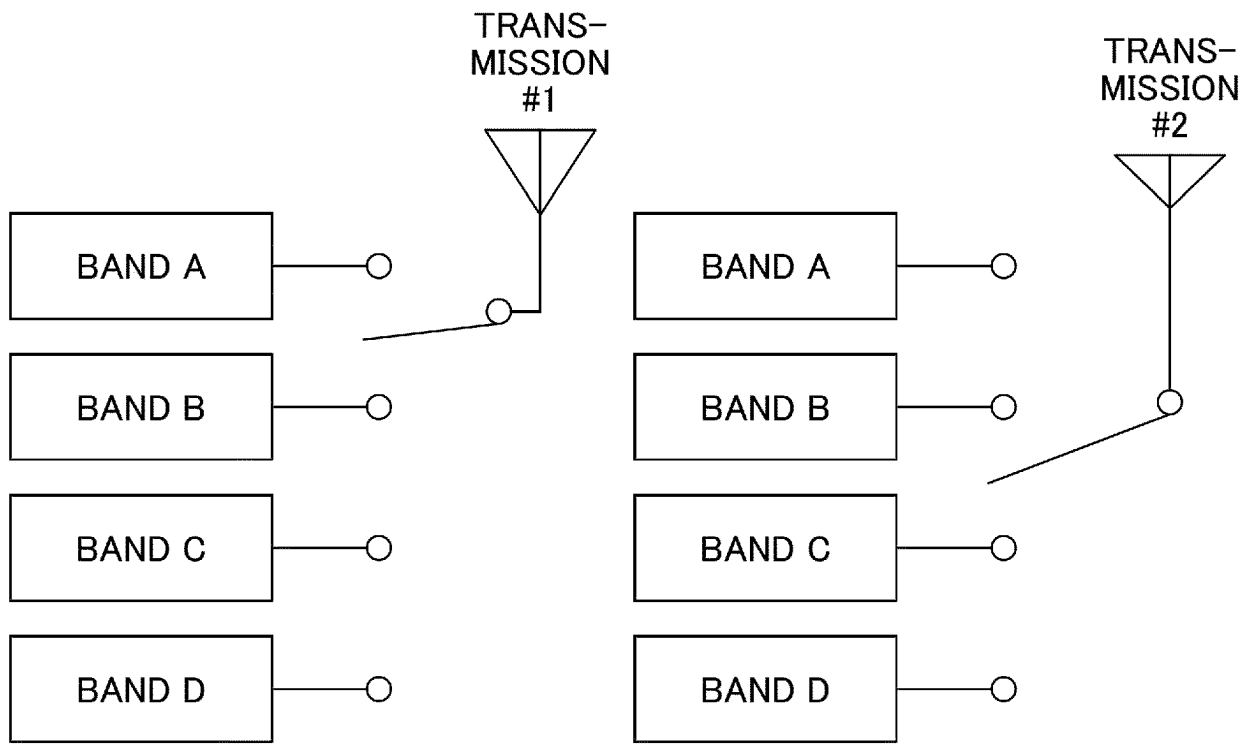 TRANS-
MISSION
#1
TRANS-
MISSION
#2
BAND A
BAND A
BAND B
BAND B
BAND C
BAND C
BAND D
BAND D